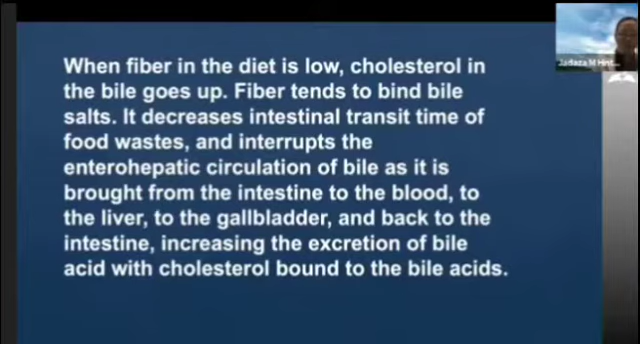 When fiber in the diet is low, cholesterol in
the bile goes up. Fiber tends to bind bile
salts. It decreases intestinal transit time of
food wastes, and interrupts the
enterohepatic circulation of bile as it is
brought from the intestine to the blood, to
the liver, to the gallbladder, and back to the
intestine, increasing the excretion of bile
acid with cholesterol bound to the bile acids.